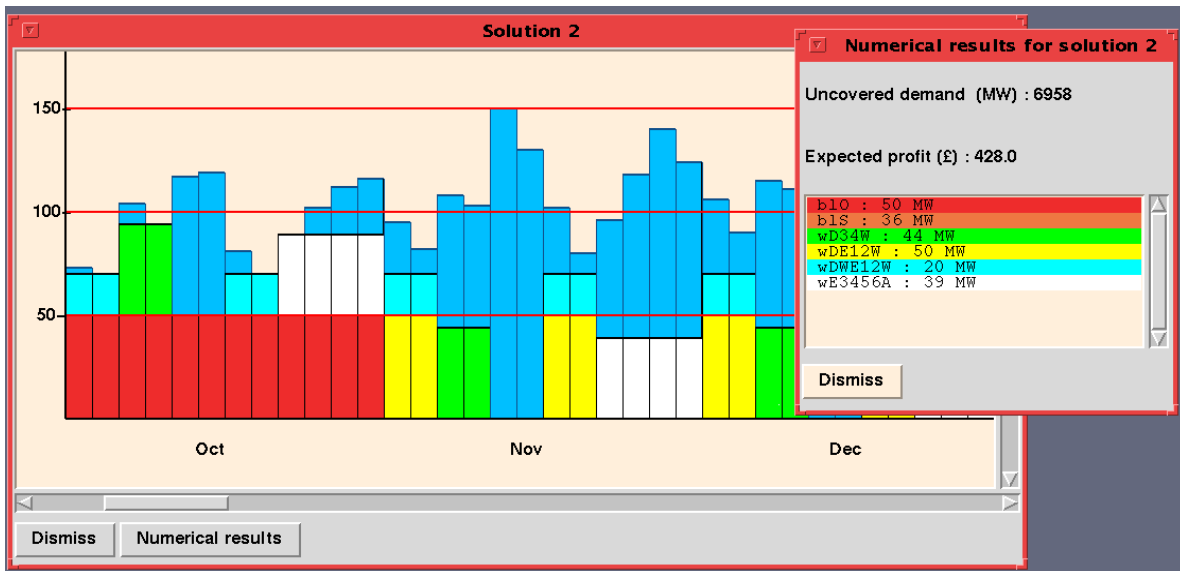 Solution 2
150
100
50
Oct Nov Dec
Dismiss Numerical results
Numerical results for solution 2
Uncovered demand (MW) : 6958
Expected profit (£) : 428.0
blO : 50 MW
blS : 36 MW
wD34W : 44 MW
wDE12W : 50 MW
wDWE12W : 20 MW
wE3456A : 39 MW
Dismiss